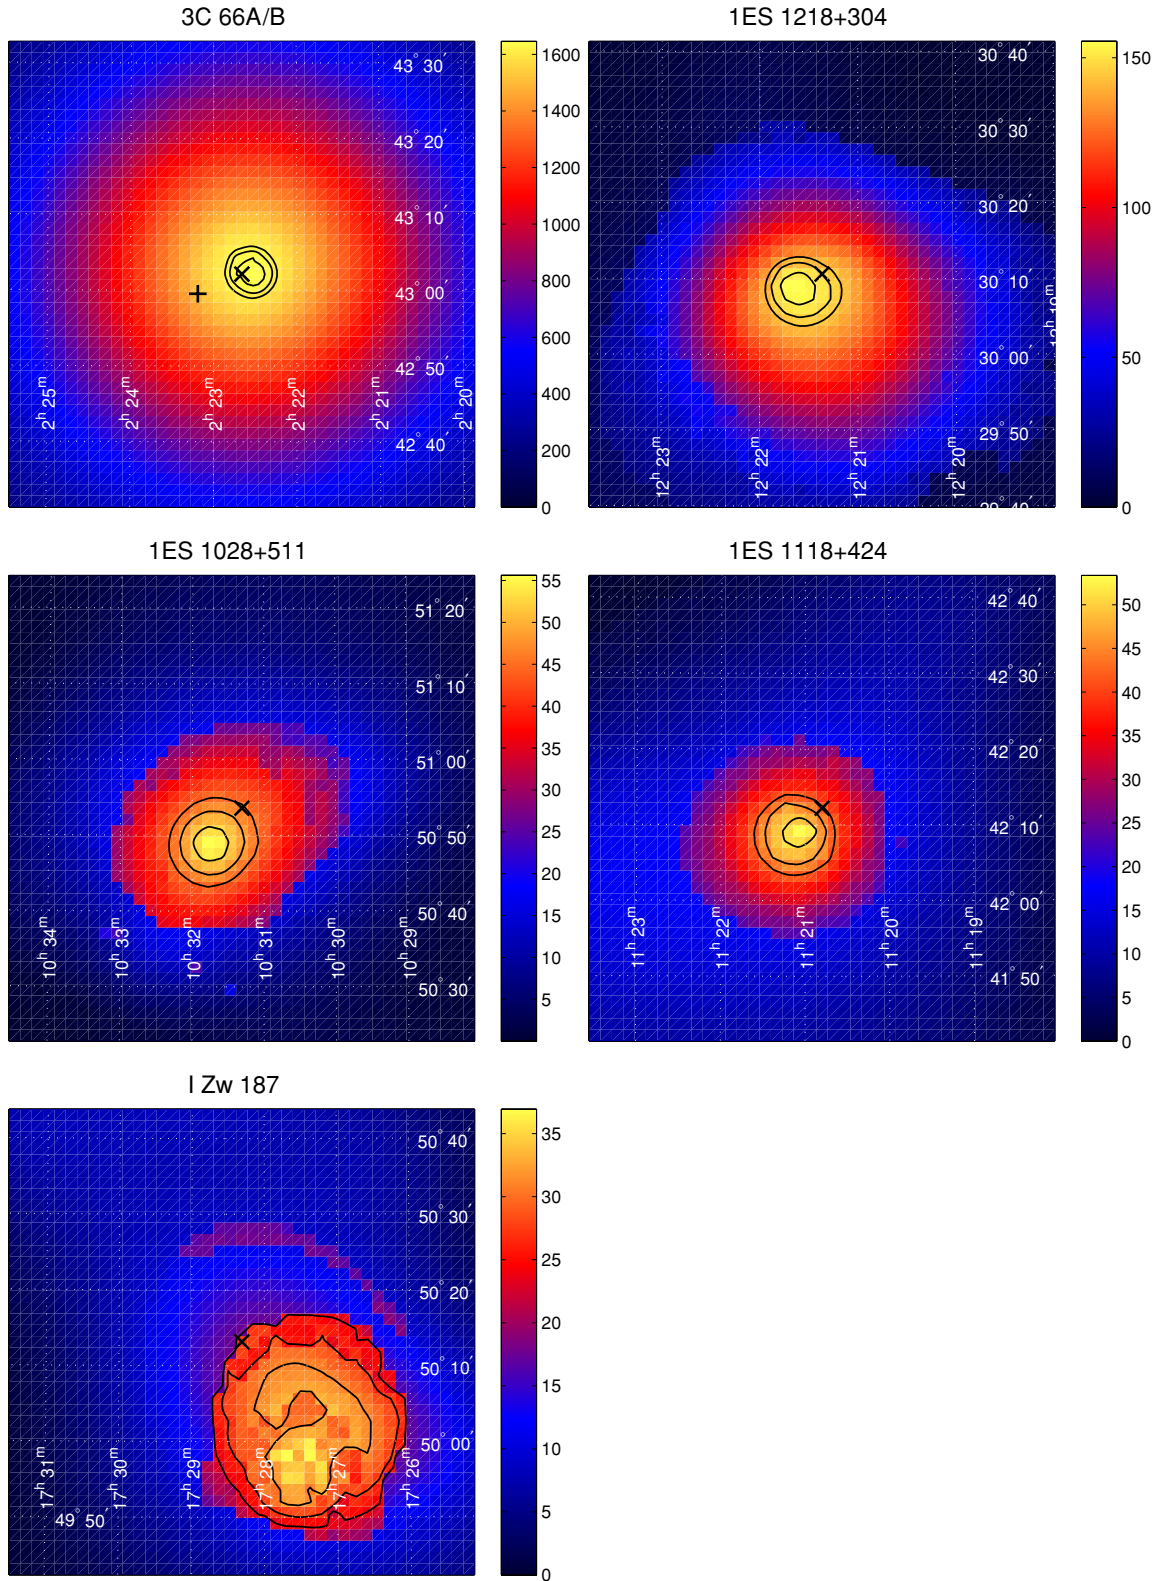 3C 66A/B
43° 30′
43° 20′
43° 10′
43° 00′
42° 50′
42° 40′
2h 25m
2h 24m
2h 23m
2h 22m
2h 21m
2h 20m
1600
1400
1200
1000
800
600
400
200
0
1ES 1218+304
30° 40′
30° 30′
30° 20′
30° 10′
30° 00′
29° 50′
29° 40′
12h 23m
12h 22m
12h 21m
12h 20m
12h 19m
150
100
50
0
1ES 1028+511
51° 20′
51° 10′
51° 00′
50° 50′
50° 40′
50° 30′
10h 34m
10h 33m
10h 32m
10h 31m
10h 30m
10h 29m
55
50
45
40
35
30
25
20
15
10
5
1ES 1118+424
42° 40′
42° 30′
42° 20′
42° 10′
42° 00′
41° 50′
11h 23m
11h 22m
11h 21m
11h 20m
11h 19m
50
45
40
35
30
25
20
15
10
5
0
I Zw 187
50° 40′
50° 30′
50° 20′
50° 10′
50° 00′
49° 50′
17h 31m
17h 30m
17h 29m
17h 28m
17h 27m
17h 26m
35
30
25
20
15
10
5
0